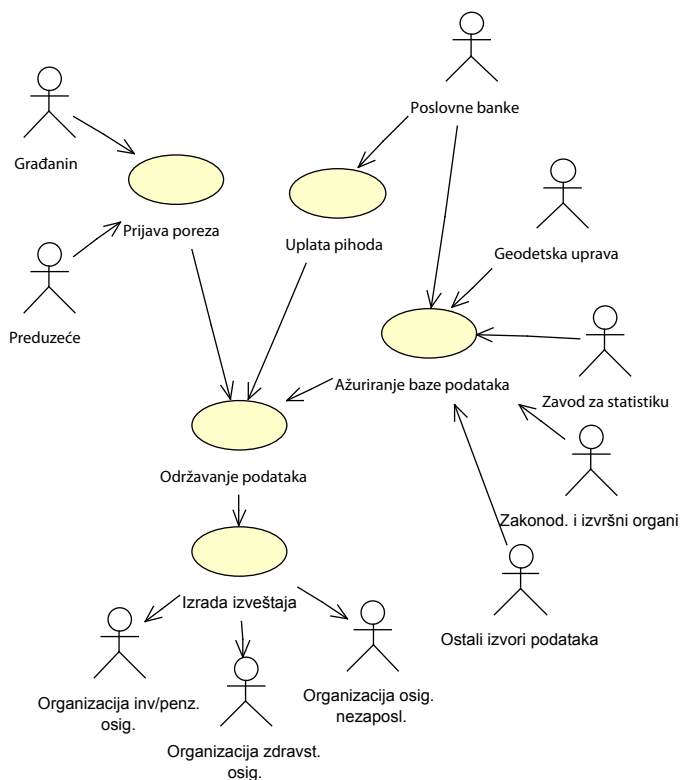 Poslovne banke
Građanin
Prijava poreza
Uplata pihoda
Geodetska uprava
Preduzeće
Ažuriranje baze podataka
Zavod za statistiku
Održavanje podataka
Zakonod. i izvršni organi
Izrada izveštaja
Ostali izvori podataka
Organizacija inv/penz.
osig.
Organizacija zdravst.
osig.
Organizacija osig.
nezaposl.